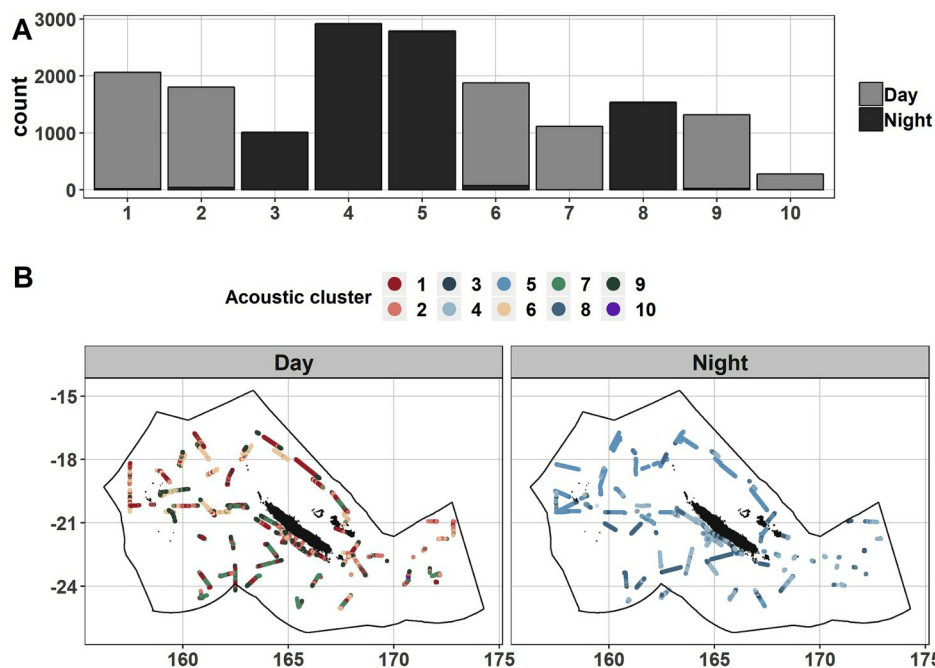 A
3000
2000
1000
0
count
1 2 3 4 5 6 7 8 9 10
Day
Night
B
Acoustic cluster
1 3 5 7 9
2 4 6 8 10
Day Night
-15
-18
-21
-24
160 165 170 175 160 165 170